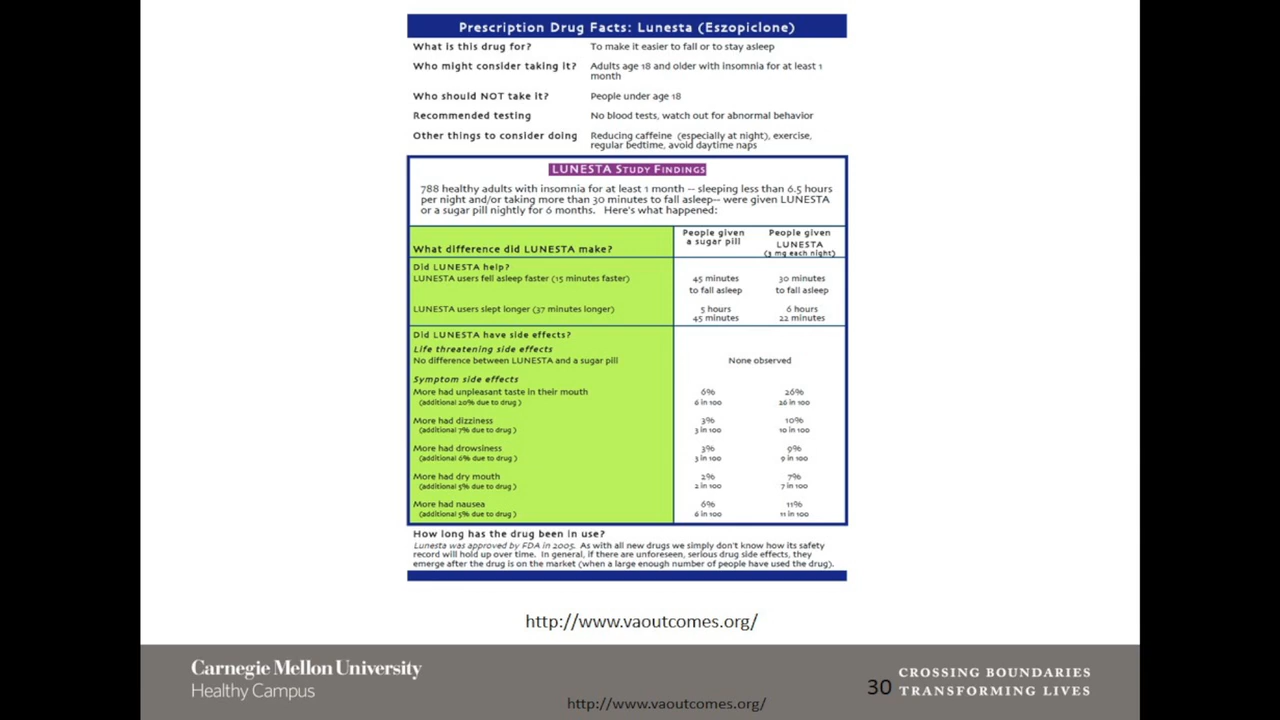 Prescription Drug Facts: Lunesta (Eszopiclone)
What is this drug for? To make it easier to fall or to stay asleep
Who might consider taking it? Adults age 18 and older with insomnia for at least 1
month
Who should NOT take it? People under age 18
Recommended testing No blood tests, watch out for abnormal behavior
Other things to consider doing Reducing caffeine (especially at night), exercise,
regular bedtime, avoid daytime naps
LUNESTA STUDY FINDINGS
788 healthy adults with insomnia for at least 1 month -- sleeping less than 6.5 hours
per night and/or taking more than 30 minutes to fall asleep-- were given LUNESTA
or a sugar pill nightly for 6 months. Here's what happened:
What difference did LUNESTA make?
People given
a sugar pill
People given
LUNESTA
(3 mg each night)
Did LUNESTA help?
LUNESTA users fell asleep faster (15 minutes faster) 45 minutes 30 minutes
to fall asleep to fall asleep
LUNESTA users slept longer (37 minutes longer) 5 hours 6 hours
45 minutes 22 minutes
Did LUNESTA have side effects?
Life threatening side effects
No difference between LUNESTA and a sugar pill None observed
Symptom side effects
More had unpleasant taste in their mouth 6% 26%
(additional 20% due to drug ) 6 in 100 26 in 100
More had dizziness 3% 10%
(additional 7% due to drug ) 3 in 100 10 in 100
More had drowsiness 3% 9%
(additional 6% due to drug ) 3 in 100 9 in 100
More had dry mouth 2% 7%
(additional 5% due to drug ) 2 in 100 7 in 100
More had nausea 6% 11%
(additional 5% due to drug ) 6 in 100 11 in 100
How long has the drug been in use?
Lunesta was approved by FDA in 2005. As with all new drugs we simply don't know how its safety
record will hold up over time. In general, if there are unforeseen, serious drug side effects, they
emerge after the drug is on the market (when a large enough number of people have used the drug).
http://www.vaoutcomes.org/
Carnegie Mellon University
Healthy Campus
http://www.vaoutcomes.org/
30
CROSSING BOUNDARIES
TRANSFORMING LIVES